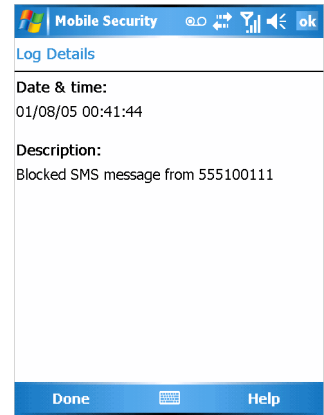 Mobile Security ok
Log Details
Date & time:
01/08/05 00:41:44
Description:
Blocked SMS message from 555100111
Done Help